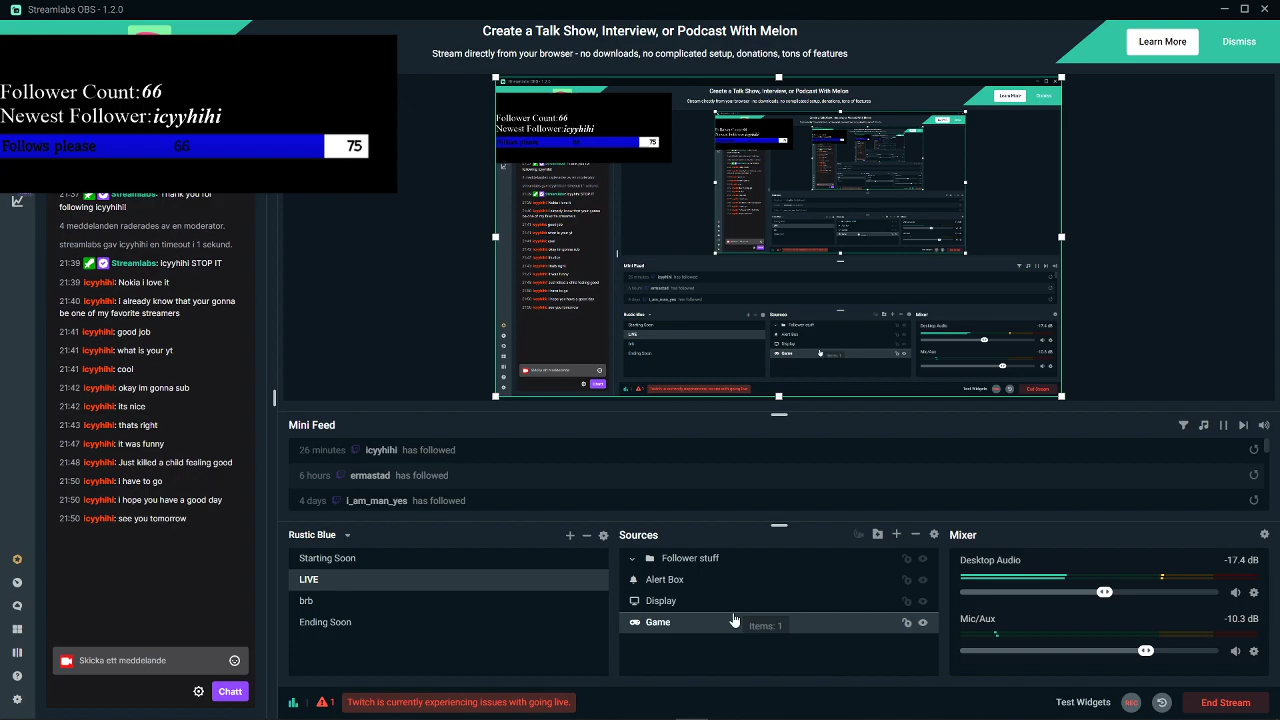 Streamlabs OBS - 1.2.0
Create a Talk Show, Interview, or Podcast With Melon
Stream directly from your browser - no downloads, no complicated setup, donations, tons of features
Learn More
Dismiss
Follower Count:66
Newest Follower:icyyhihi
Follows please 66 75
21:37 Streamlabs: Thank you for
following icyyhihi!
4 meddelanden raderades av en moderator.
streamlabs gav icyyhihi en timeout i 1 sekund.
21:39 Streamlabs: icyyhihi STOP IT
21:39 icyyhihi: Nokia I love it
21:40 icyyhihi: I already know that your gonna
be one of my favorite streamers
21:41 icyyhihi: good job
21:41 icyyhihi: what is your yt
21:41 icyyhihi: cool
21:42 icyyhihi: okay im gonna sub
21:42 icyyhihi: its nice
21:43 icyyhihi: thats right
21:47 icyyhihi: it was funny
21:48 icyyhihi: Just killed a child fealing good
21:50 icyyhihi: i have to go
21:50 icyyhihi: i hope you have a good day
21:50 icyyhihi: see you tomorrow
Skicka ett meddelande
Chatt
Mini Feed
26 minutes icyyhihi has followed
6 hours ermastad has followed
4 days i_am_man_yes has followed
Rustic Blue
Starting Soon
LIVE
brb
Ending Soon
Sources
Follower stuff
Alert Box
Display
Game
Items: 1
Mixer
Desktop Audio -17.4 dB
Mic/Aux -10.3 dB
1
Twitch is currently experiencing issues with going live.
Test Widgets
REC
End Stream